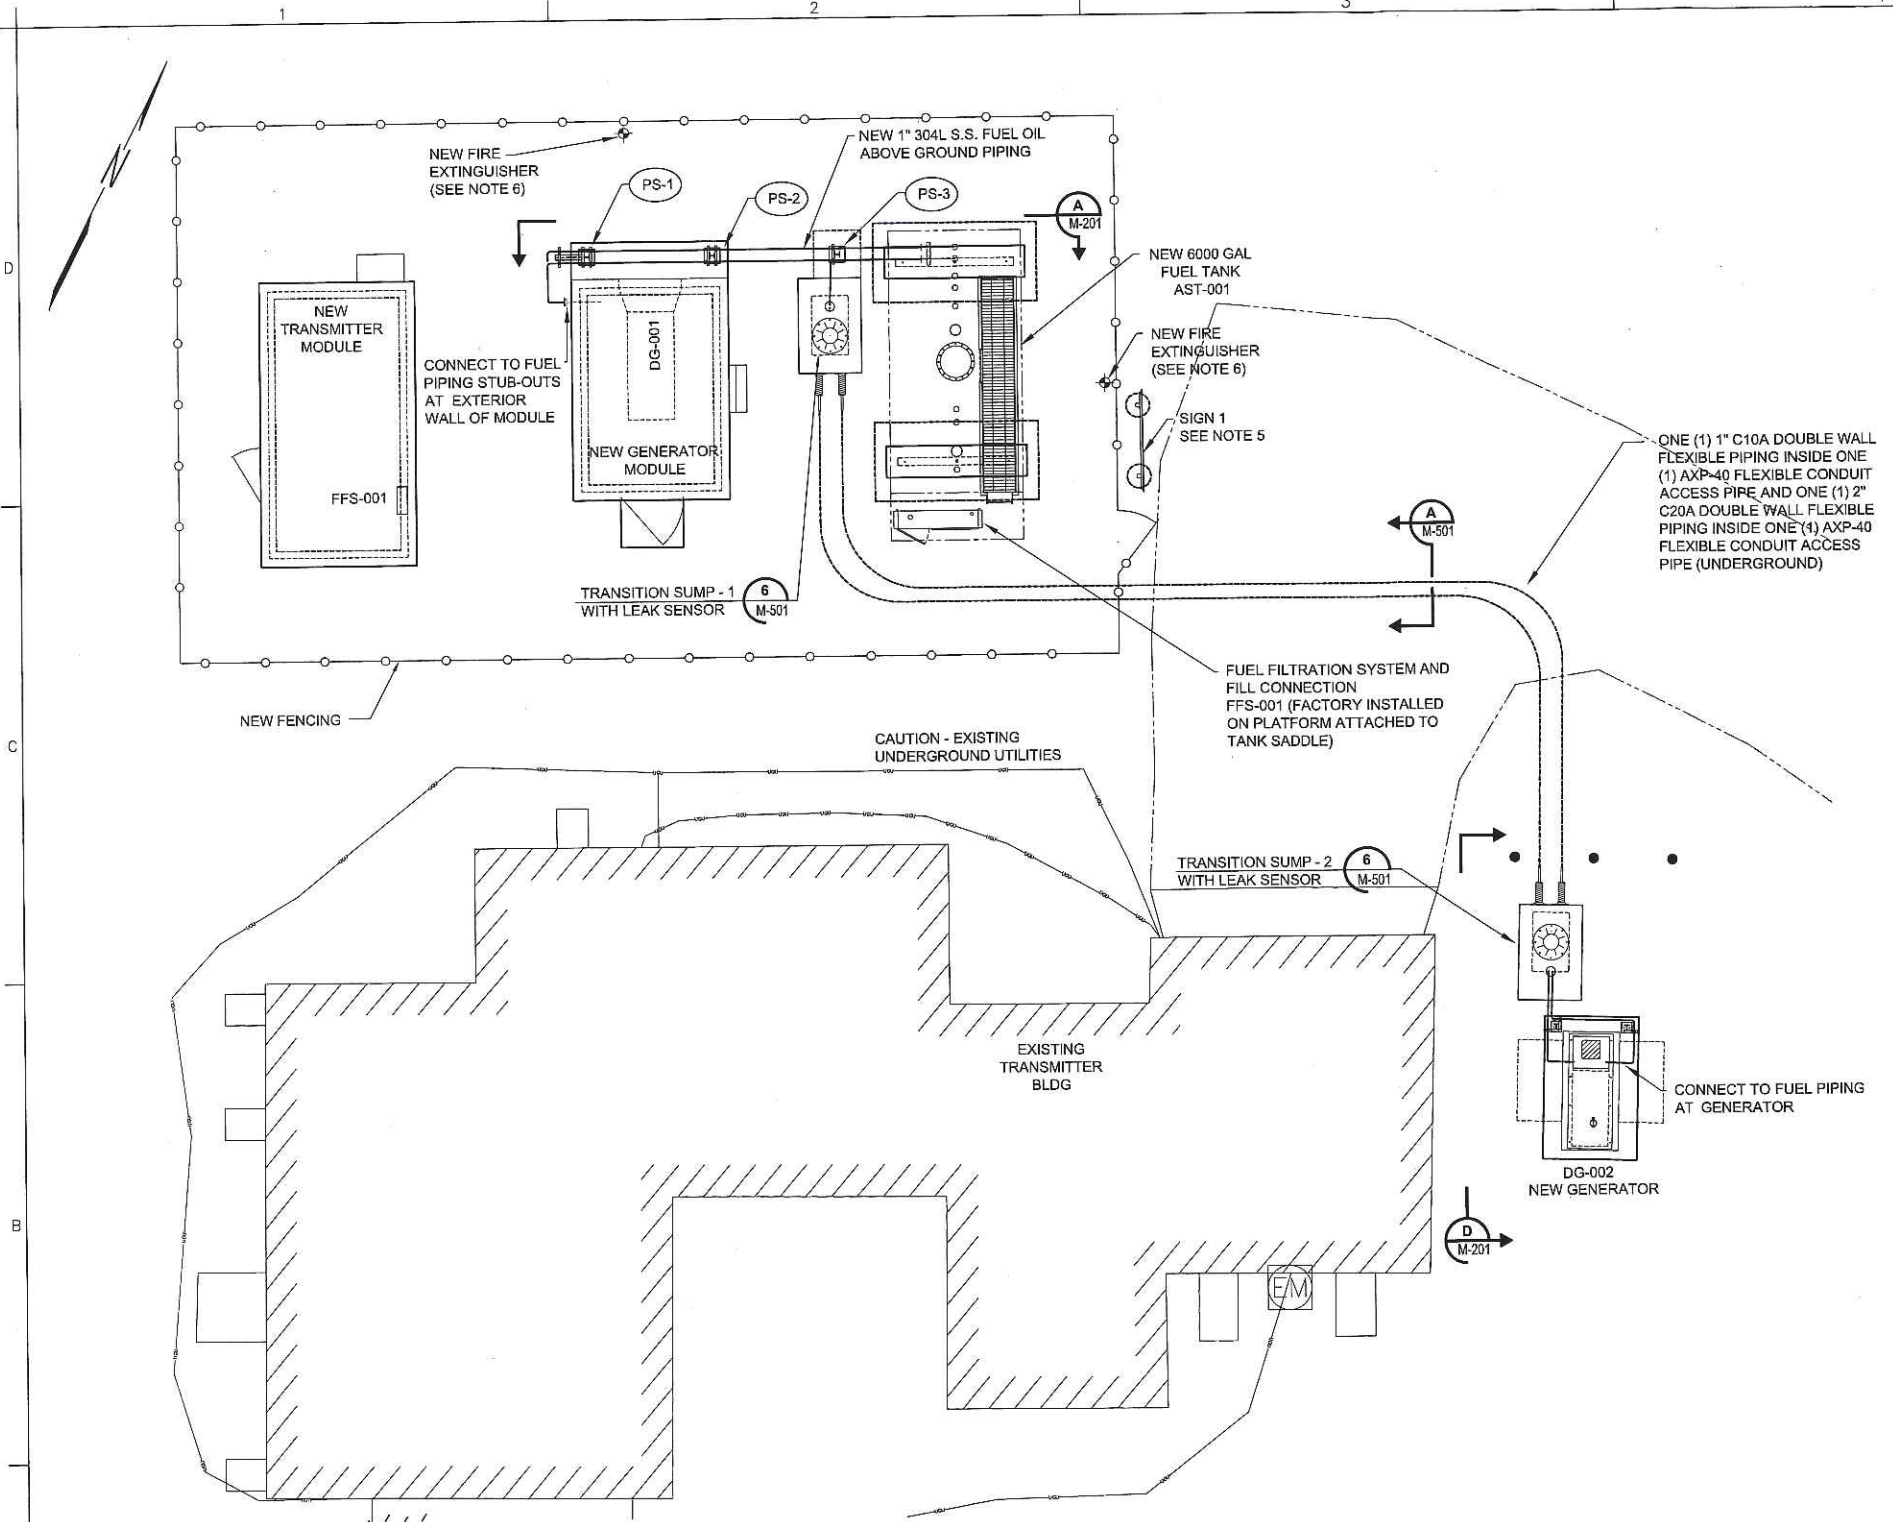 1
2
3
D
C
B
N
NEW FIRE
EXTINGUISHER
(SEE NOTE 6)
PS-1
PS-2
NEW 1" 304L S.S. FUEL OIL
ABOVE GROUND PIPING
PS-3
A
M-201
NEW 6000 GAL
FUEL TANK
AST-001
NEW
TRANSMITTER
MODULE
FFS-001
CONNECT TO FUEL
PIPING STUB-OUTS
AT EXTERIOR
WALL OF MODULE
DG-001
NEW GENERATOR
MODULE
NEW FIRE
EXTINGUISHER
(SEE NOTE 6)
SIGN 1
SEE NOTE 5
ONE (1) 1" C10A DOUBLE WALL
FLEXIBLE PIPING INSIDE ONE
(1) AXP-40 FLEXIBLE CONDUIT
ACCESS PIPE AND ONE (1) 2"
C20A DOUBLE WALL FLEXIBLE
PIPING INSIDE ONE (1) AXP-40
FLEXIBLE CONDUIT ACCESS
PIPE (UNDERGROUND)
A
M-501
TRANSITION SUMP - 1
WITH LEAK SENSOR
6
M-501
FUEL FILTRATION SYSTEM AND
FILL CONNECTION
FFS-001 (FACTORY INSTALLED
ON PLATFORM ATTACHED TO
TANK SADDLE)
NEW FENCING
CAUTION - EXISTING
UNDERGROUND UTILITIES
TRANSITION SUMP - 2
WITH LEAK SENSOR
6
M-501
EXISTING
TRANSMITTER
BLDG
CONNECT TO FUEL PIPING
AT GENERATOR
DG-002
NEW GENERATOR
D
M-201
EM